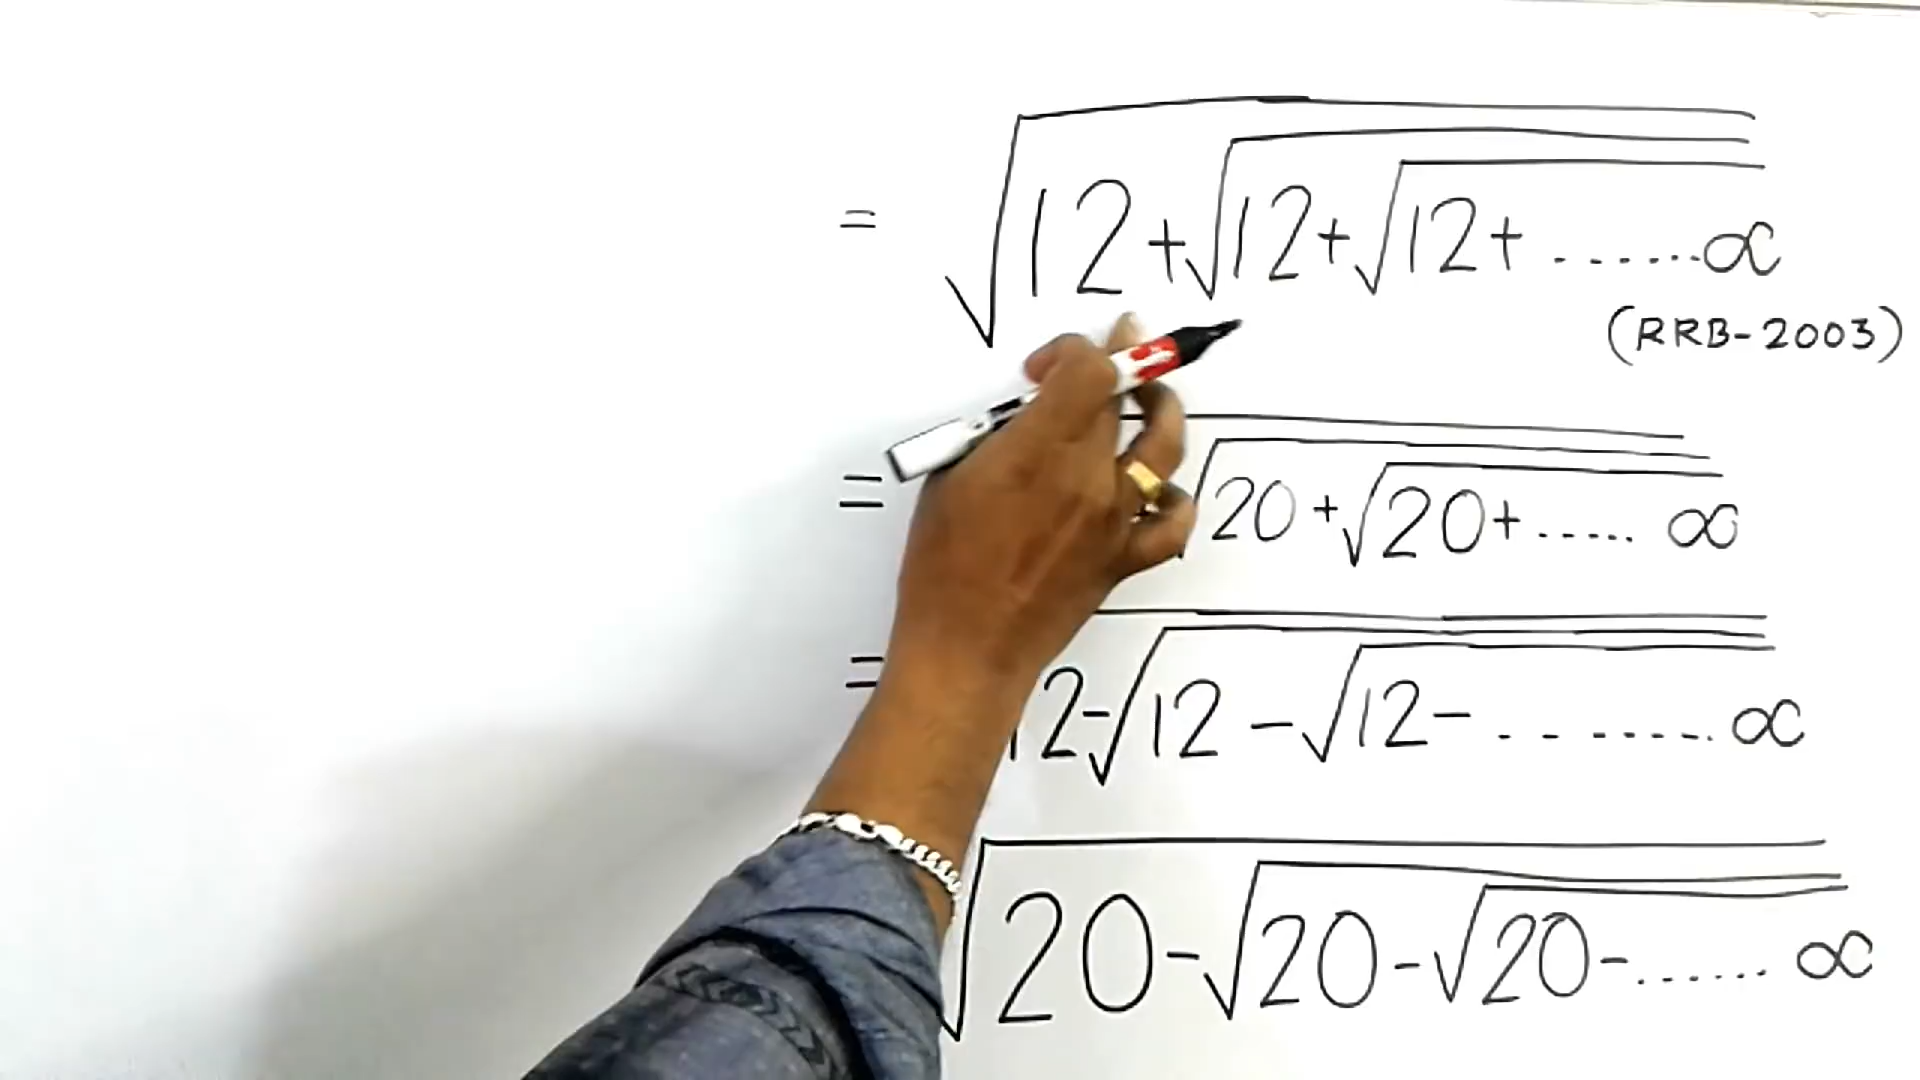 = √12+√12+√12+ ......∝
(RRB-2003)
= √20+√20+..... ∞
= 12-√12-√12- ........ ∝
√20-√20-√20-...... ∝